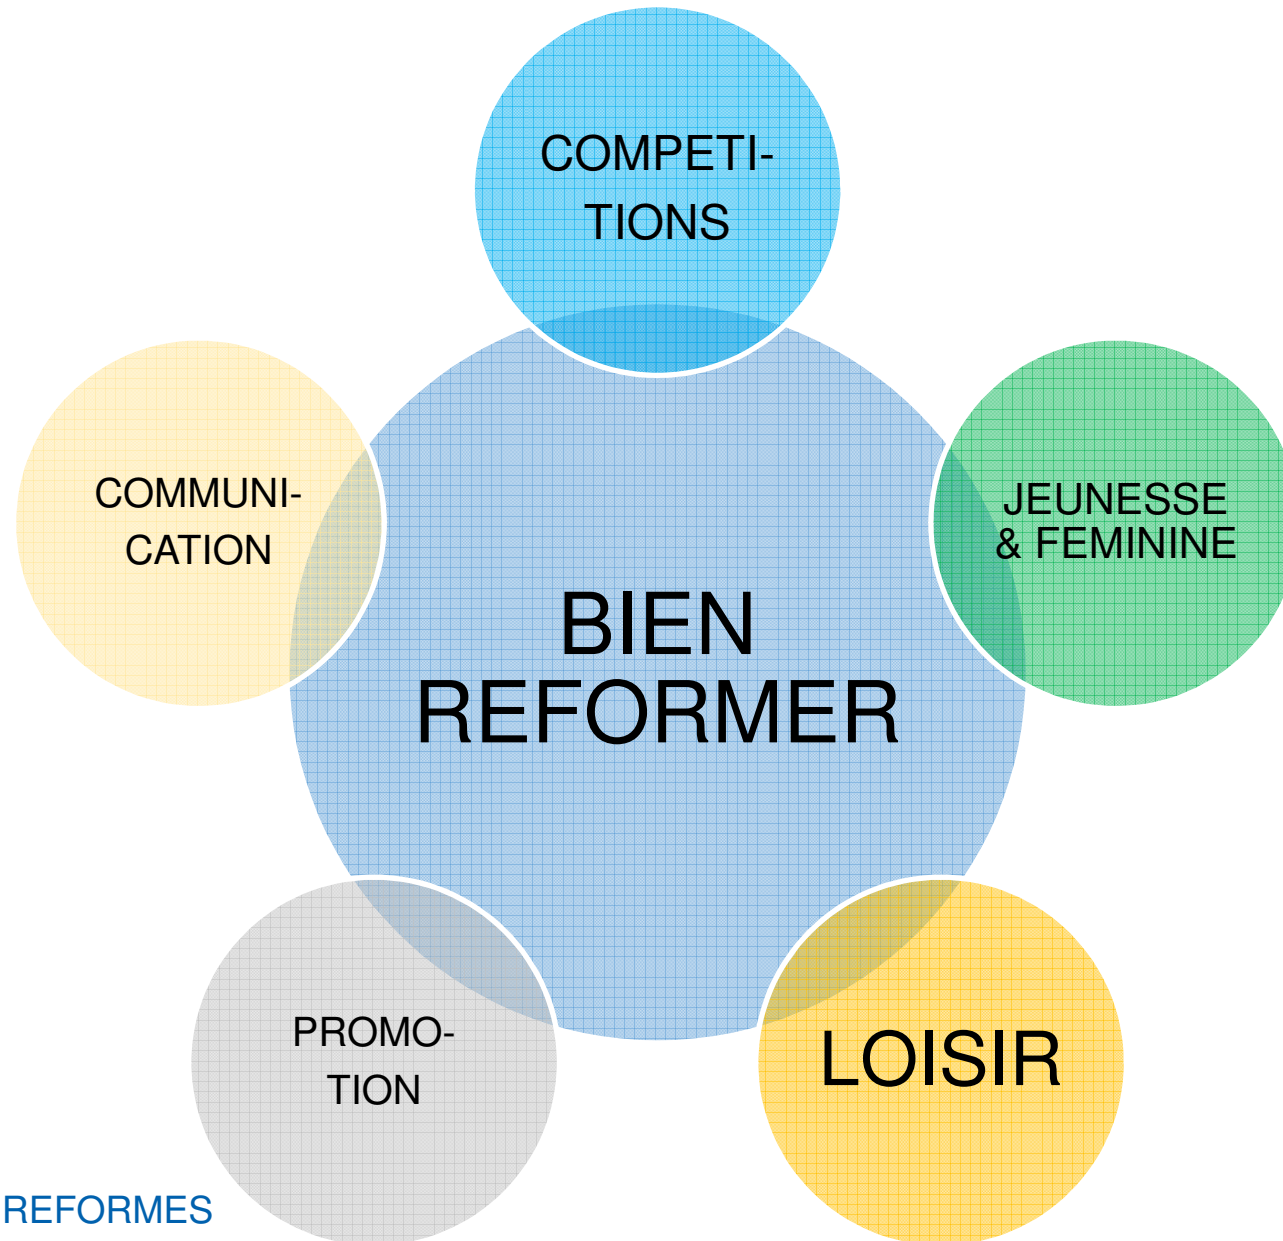 COMPETI-
TIONS
COMMUNI-
CATION
JEUNESSE
& FEMININE
BIEN
REFORMER
PROMO-
TION
LOISIR
REFORMES